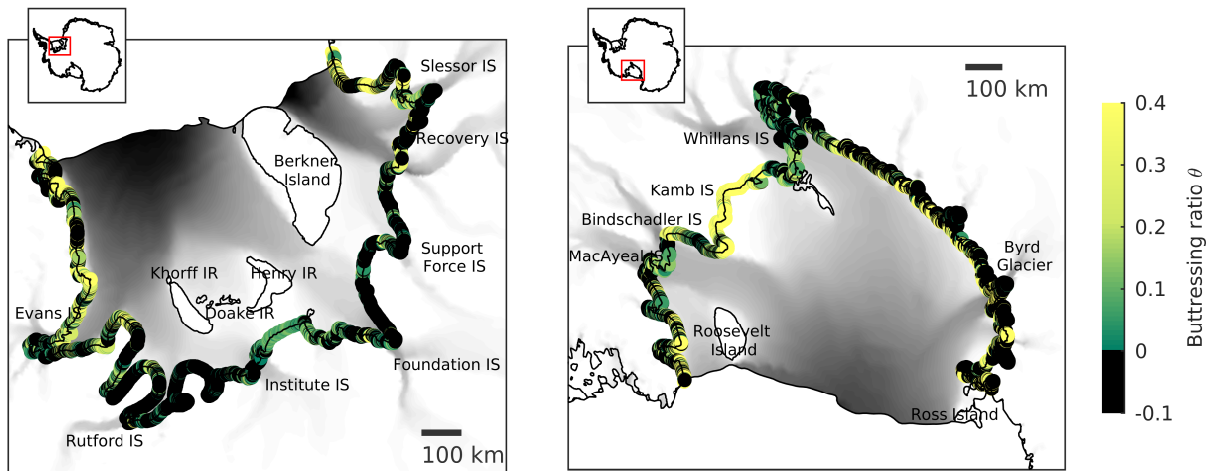 Slessor IS
Recovery IS
Berkner
Island
Support
Force IS
Khorff IR
Henry IR
Doake IR
Evans IS
Foundation IS
Institute IS
Rutford IS
100 km
100 km
Whillans IS
Kamb IS
Bindschadler IS
MacAyeal IS
Byrd
Glacier
Roosevelt
Island
Ross Island
0.4
0.3
0.2
0.1
0
-0.1
Buttressing ratio θ